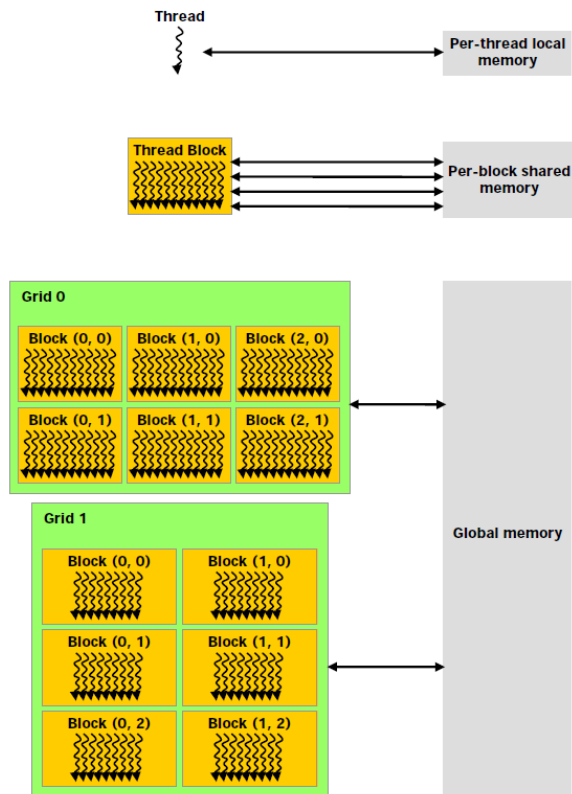 Thread
Per-thread local
memory
Thread Block
Per-block shared
memory
Grid 0
Block (0, 0) Block (1, 0) Block (2, 0)
Block (0, 1) Block (1, 1) Block (2, 1)
Grid 1
Global memory
Block (0, 0) Block (1, 0)
Block (0, 1) Block (1, 1)
Block (0, 2) Block (1, 2)